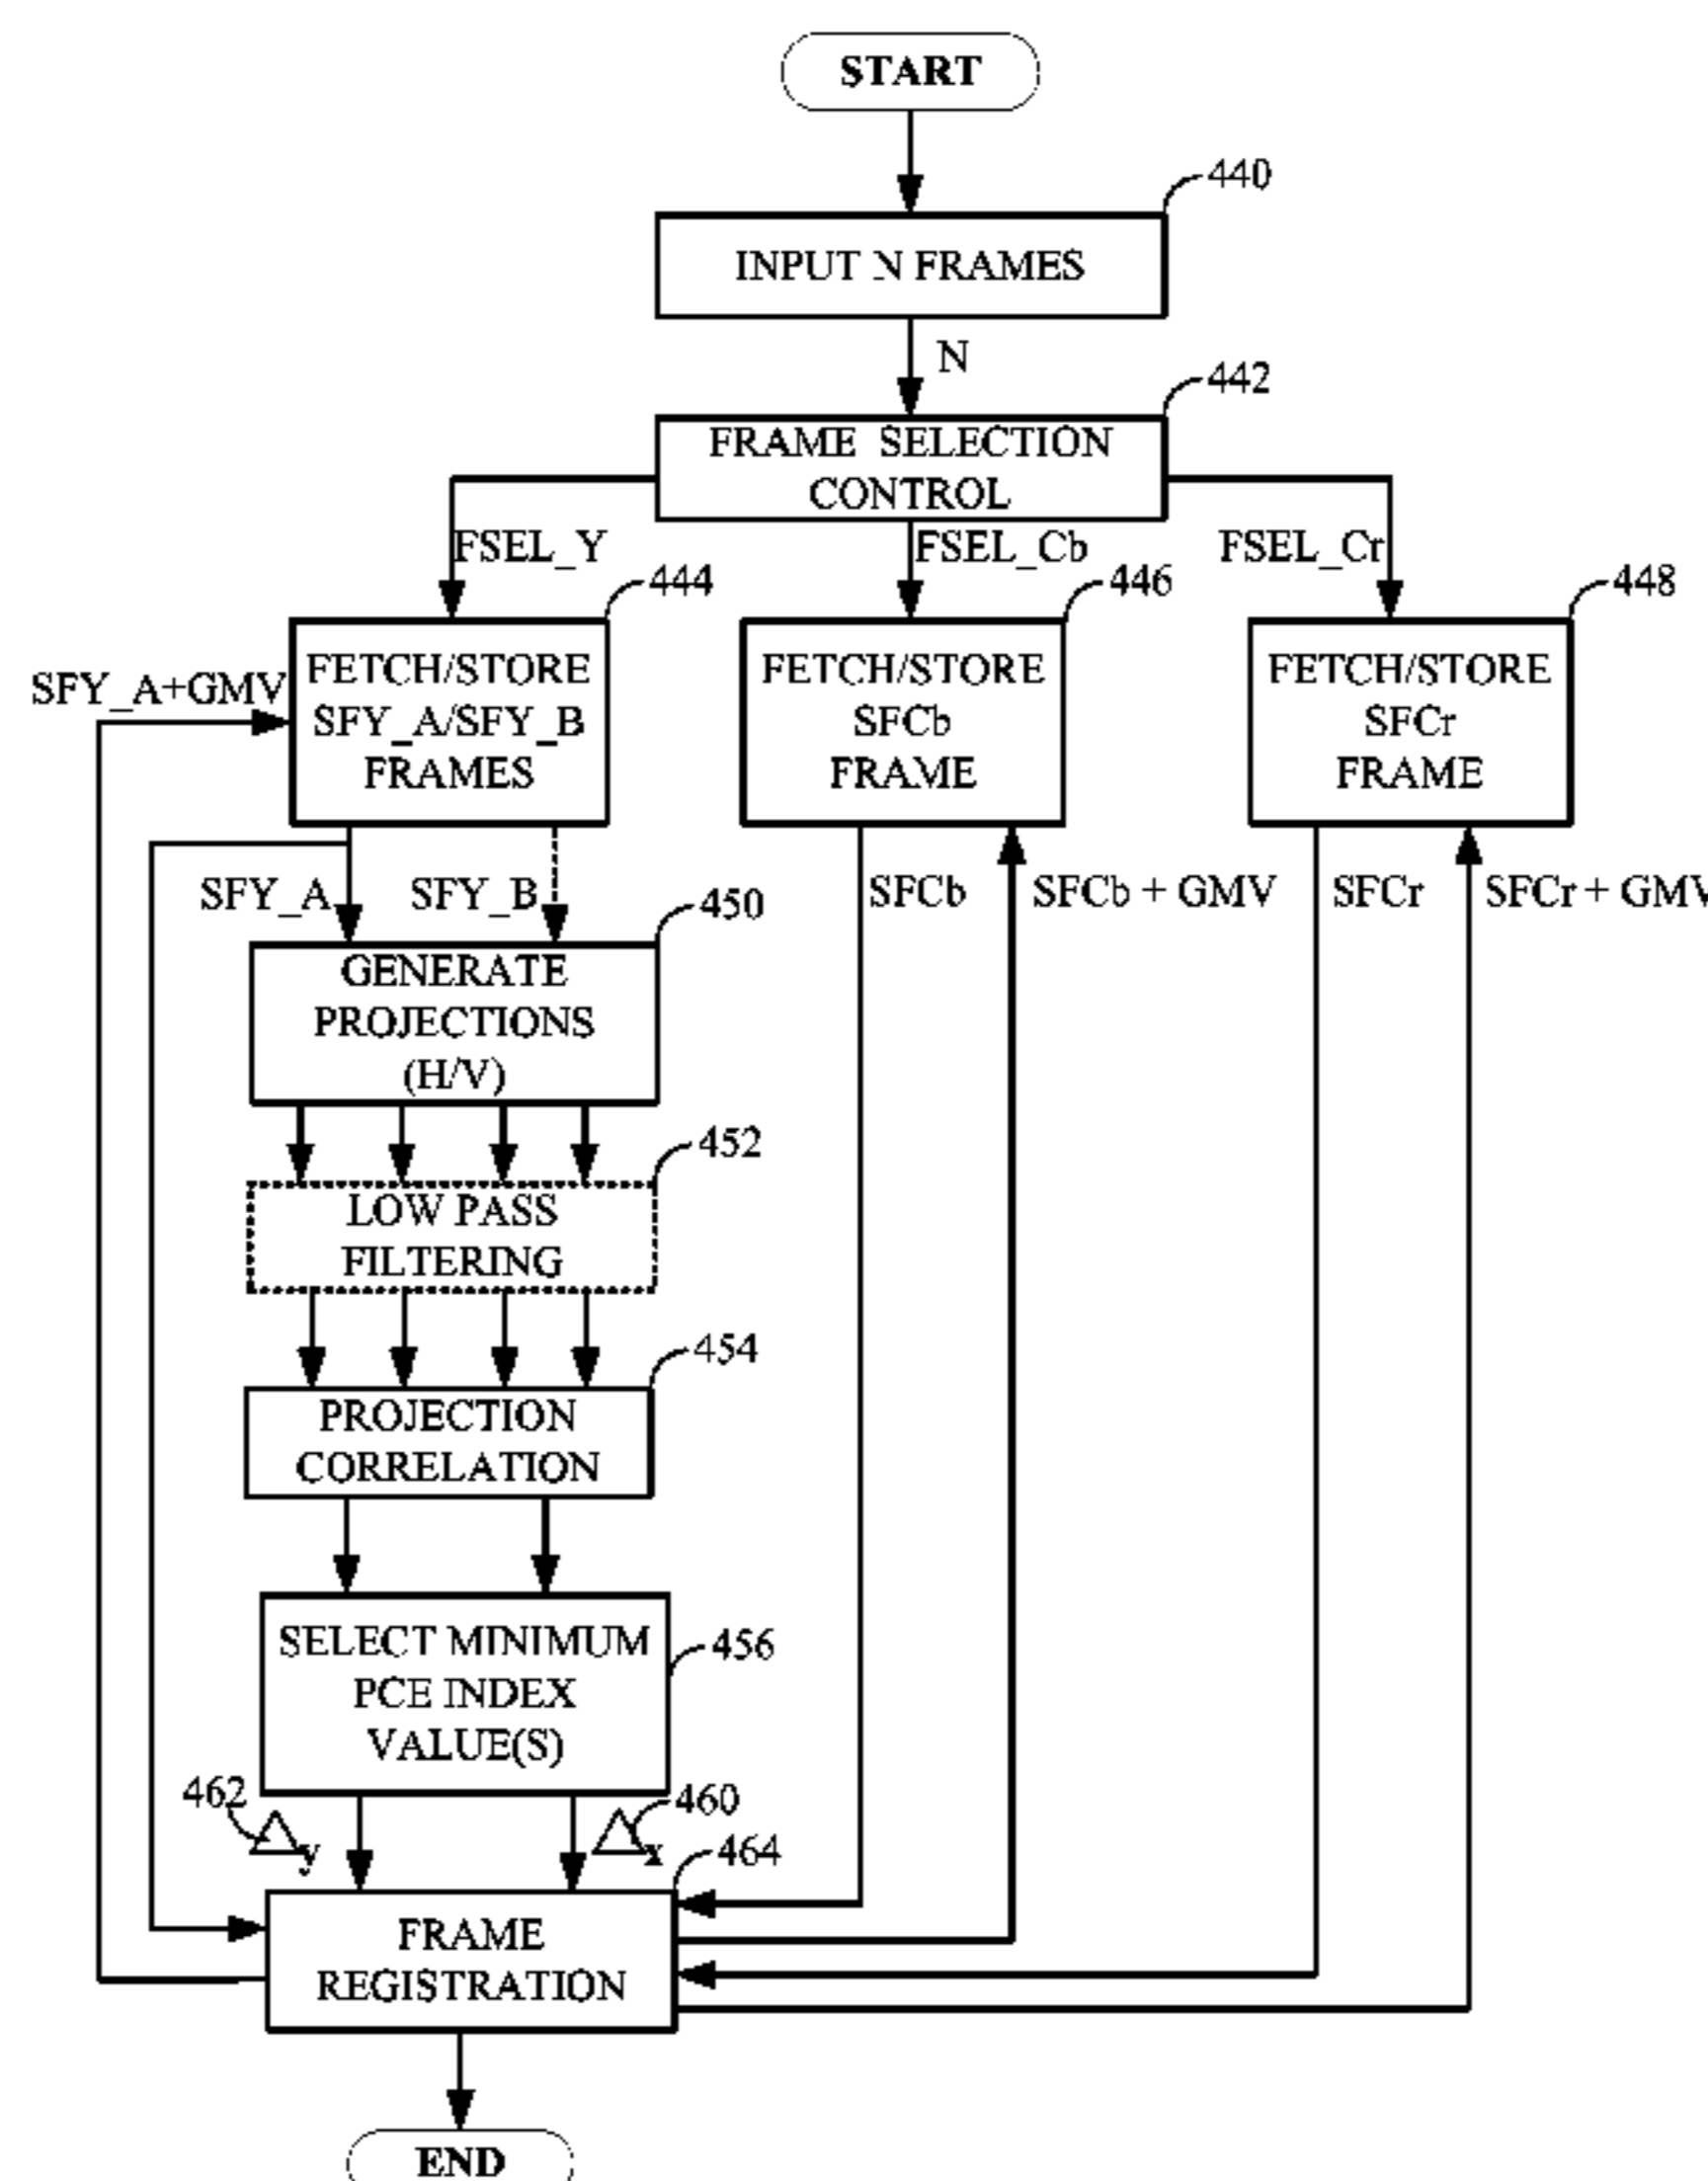 START
440
INPUT N FRAMES
N
442
FRAME SELECTION
CONTROL
FSEL_Y
FSEL_Cb
FSEL_Cr
444
446
448
SFY_A+GMV
FETCH/STORE
SFY_A/SFY_B
FRAMES
FETCH/STORE
SFCb
FRAME
FETCH/STORE
SFCr
FRAME
SFY_A
SFY_B
SFCb
SFCb + GMV
SFCr
SFCr + GMV
450
GENERATE
PROJECTIONS
(H/V)
452
LOW PASS
FILTERING
454
PROJECTION
CORRELATION
SELECT MINIMUM
PCE INDEX
VALUE(S)
456
462
△y
△x
460
464
FRAME
REGISTRATION
END